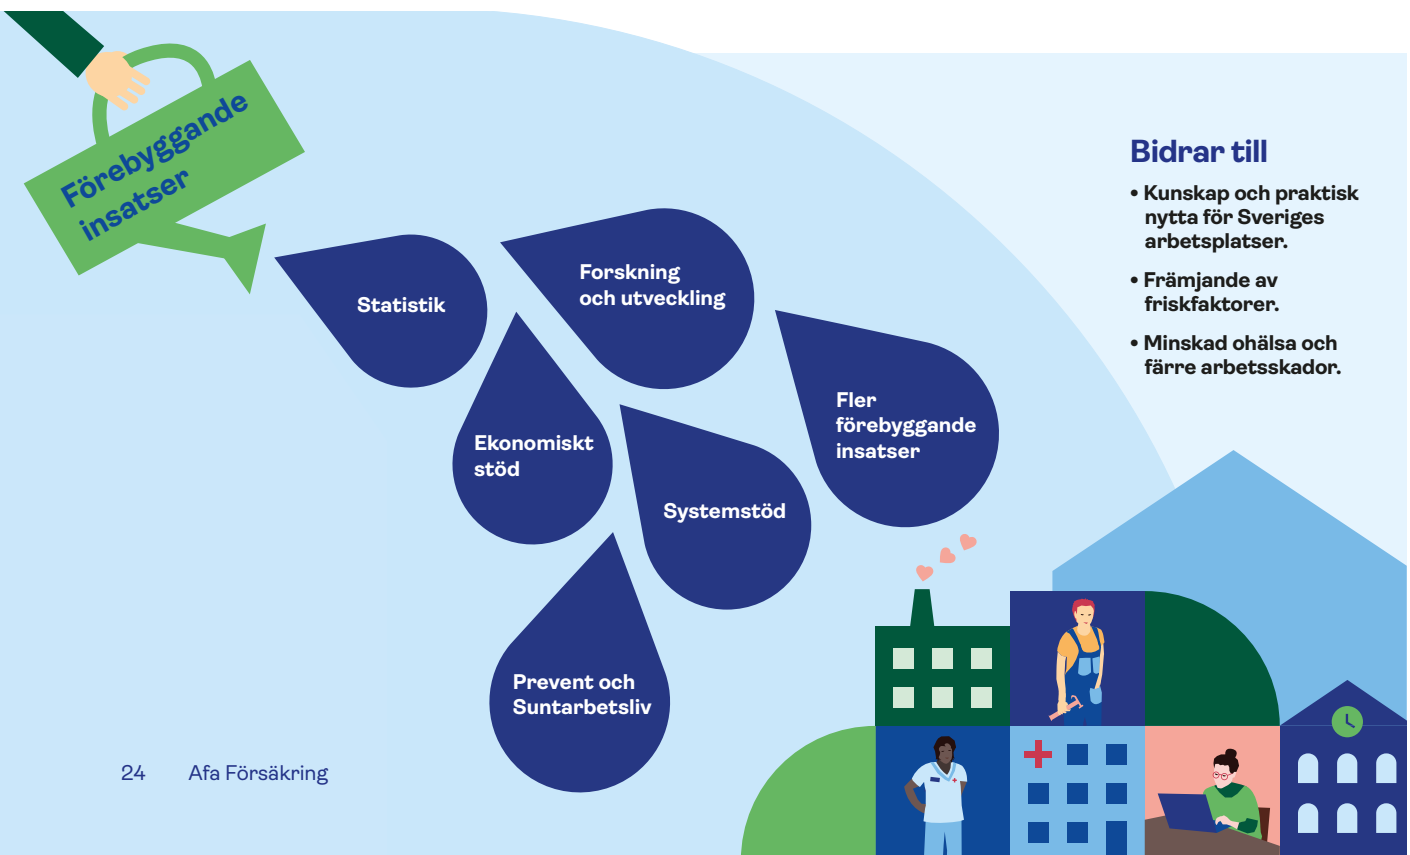 Förebyggande
insatser
Statistik
Forskning
och utveckling
Ekonomiskt
stöd
Systemstöd
Fler
förebyggande
insatser
Prevent och
Suntarbetsliv
Bidrar till
• Kunskap och praktisk
nytta för Sveriges
arbetsplatser.
• Främjande av
friskfaktorer.
• Minskad ohälsa och
färre arbetsskador.
24 Afa Försäkring